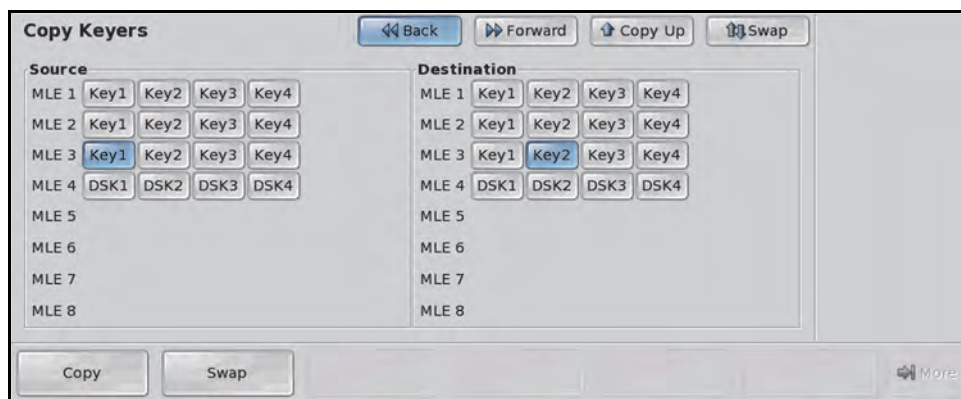 Copy Keyers Back Forward Copy Up Swap
Source Destination
MLE 1 Key1 Key2 Key3 Key4 MLE 1 Key1 Key2 Key3 Key4
MLE 2 Key1 Key2 Key3 Key4 MLE 2 Key1 Key2 Key3 Key4
MLE 3 Key1 Key2 Key3 Key4 MLE 3 Key1 Key2 Key3 Key4
MLE 4 DSK1 DSK2 DSK3 DSK4 MLE 4 DSK1 DSK2 DSK3 DSK4
MLE 5 MLE 5
MLE 6 MLE 6
MLE 7 MLE 7
MLE 8 MLE 8
Copy Swap More